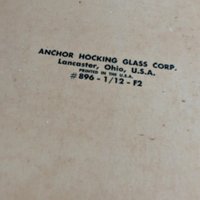 ANCHOR HOCKING GLASS CORP.
Lancaster, Ohio, U.S.A.
PRINTED IN THE U.S.A.
#896 - 1/12 - F2